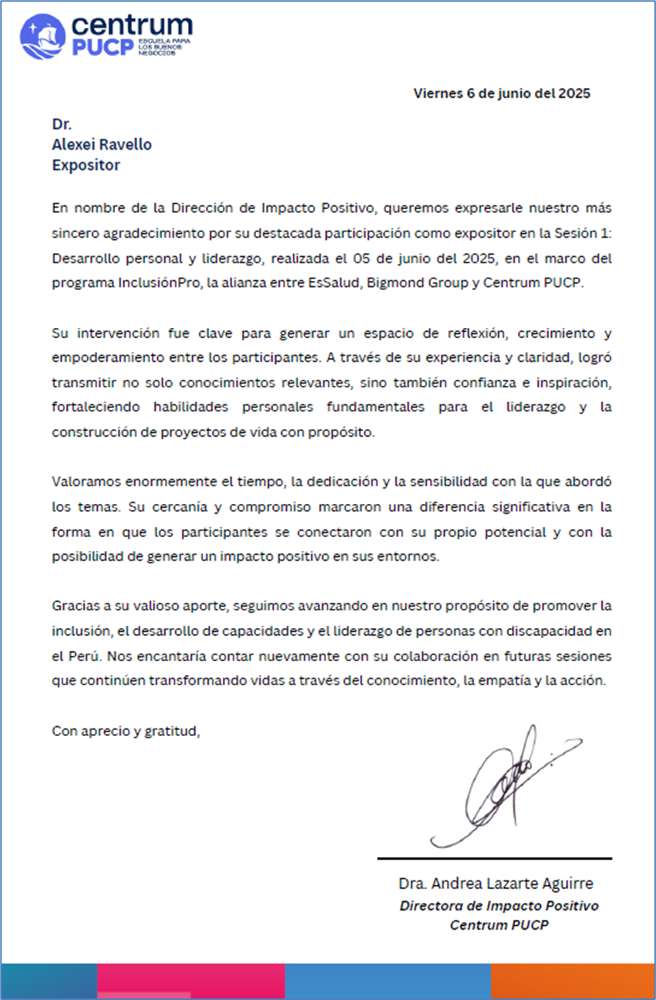 centrum
PUCP
ESCUELA PARA
LOS BUENOS
NEGOCIOS
Viernes 6 de junio del 2025
Dr.
Alexei Ravello
Expositor
En nombre de la Dirección de Impacto Positivo, queremos expresarle nuestro más
sincero agradecimiento por su destacada participación como expositor en la Sesión 1:
Desarrollo personal y liderazgo, realizada el 05 de junio del 2025, en el marco del
programa InclusiónPro, la alianza entre EsSalud, Bigmond Group y Centrum PUCP.
Su intervención fue clave para generar un espacio de reflexión, crecimiento y
empoderamiento entre los participantes. A través de su experiencia y claridad, logró
transmitir no solo conocimientos relevantes, sino también confianza e inspiración,
fortaleciendo habilidades personales fundamentales para el liderazgo y la
construcción de proyectos de vida con propósito.
Valoramos enormemente el tiempo, la dedicación y la sensibilidad con la que abordó
los temas. Su cercanía y compromiso marcaron una diferencia significativa en la
forma en que los participantes se conectaron con su propio potencial y con la
posibilidad de generar un impacto positivo en sus entornos.
Gracias a su valioso aporte, seguimos avanzando en nuestro propósito de promover la
inclusión, el desarrollo de capacidades y el liderazgo de personas con discapacidad en
el Perú. Nos encantaría contar nuevamente con su colaboración en futuras sesiones
que continúen transformando vidas a través del conocimiento, la empatía y la acción.
Con aprecio y gratitud,
Dra. Andrea Lazarte Aguirre
Directora de Impacto Positivo
Centrum PUCP